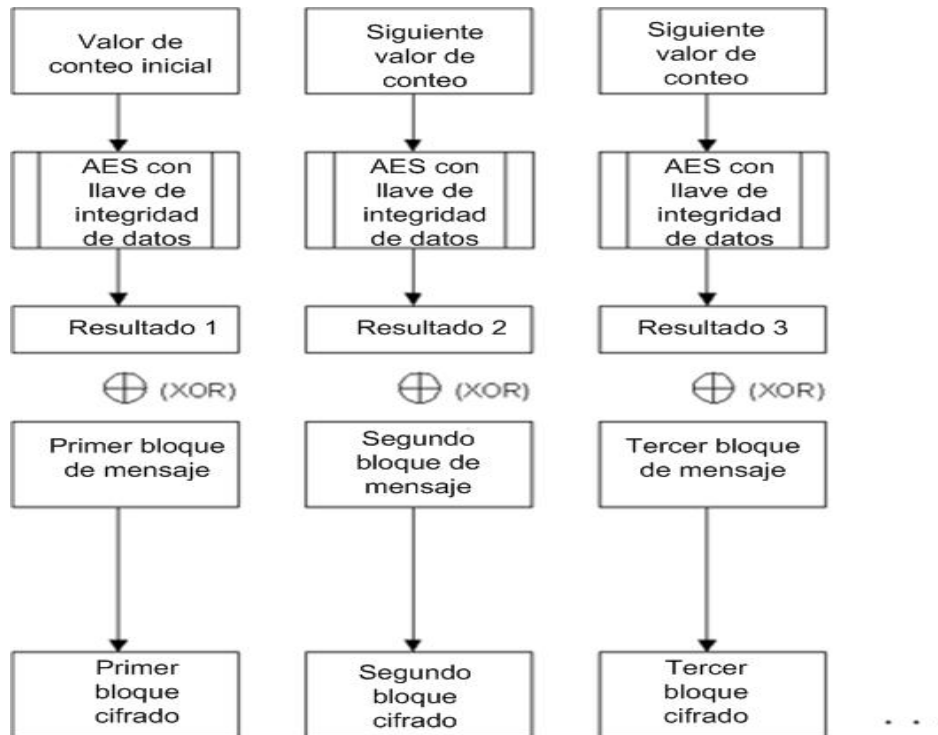 Valor de
conteo inicial
Siguiente
valor de
conteo
Siguiente
valor de
conteo
AES con
llave de
integridad
de datos
AES con
llave de
integridad
de datos
AES con
llave de
integridad
de datos
Resultado 1
Resultado 2
Resultado 3
(XOR)
(XOR)
(XOR)
Primer bloque
de mensaje
Segundo
bloque de
mensaje
Tercer bloque
de mensaje
Primer
bloque
cifrado
Segundo
bloque
cifrado
Tercer
bloque
cifrado
. . .